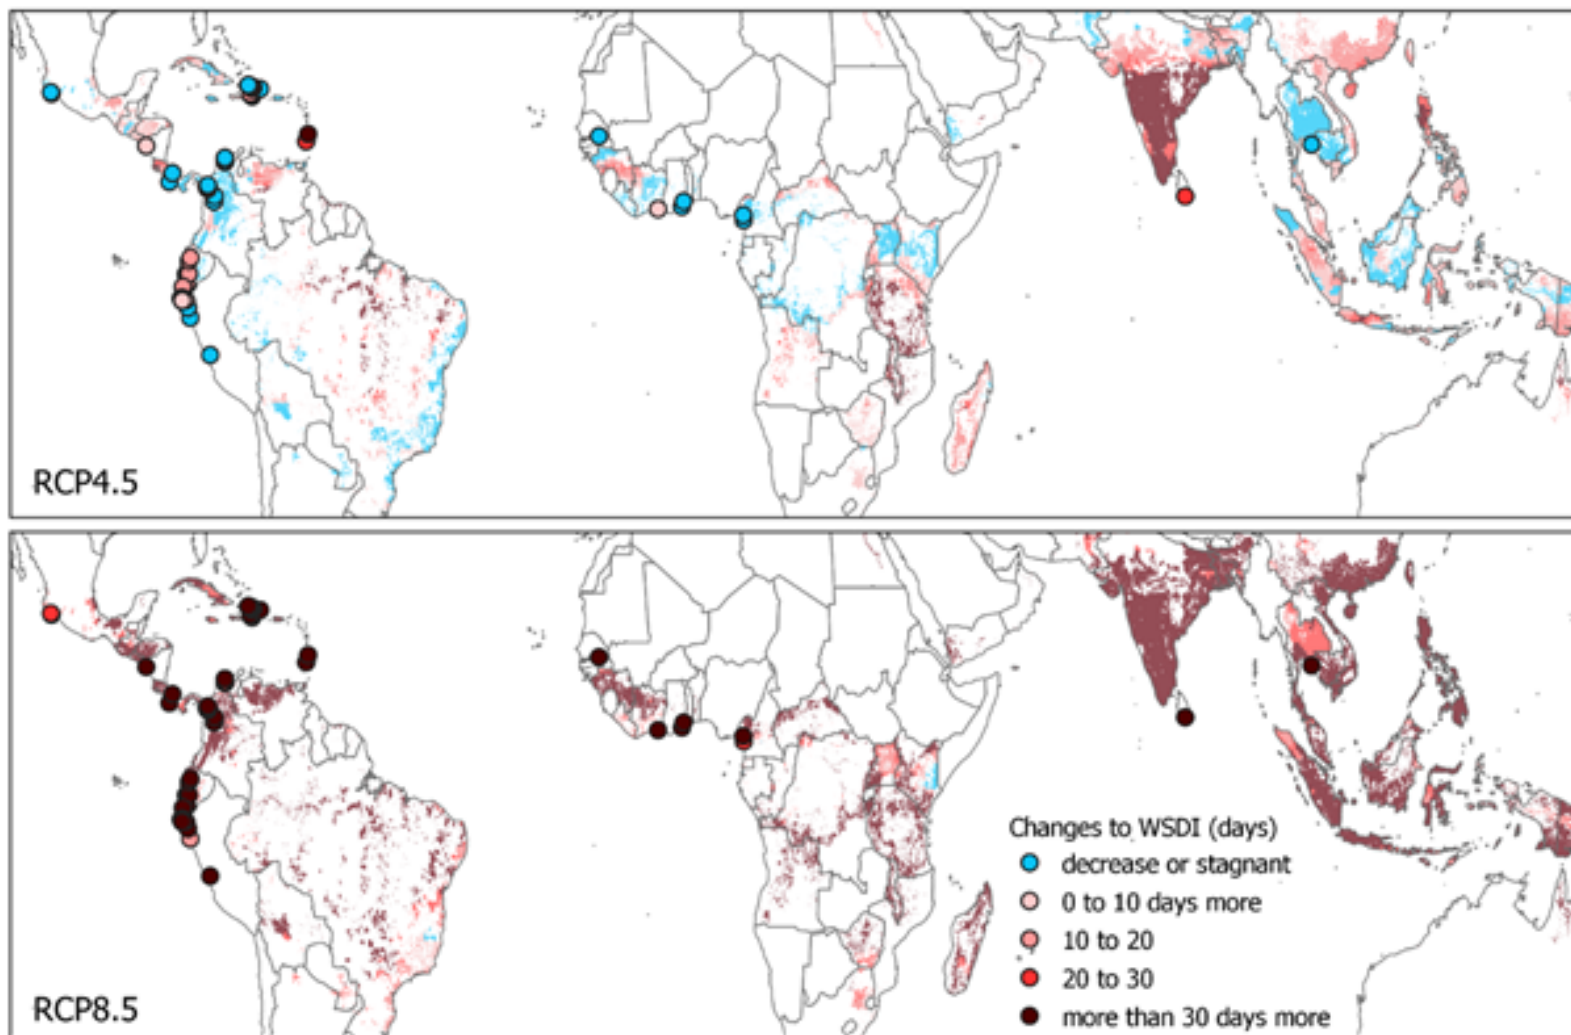 RCP4.5
Changes to WSDI (days)
decrease or stagnant
0 to 10 days more
10 to 20
20 to 30
more than 30 days more
RCP8.5